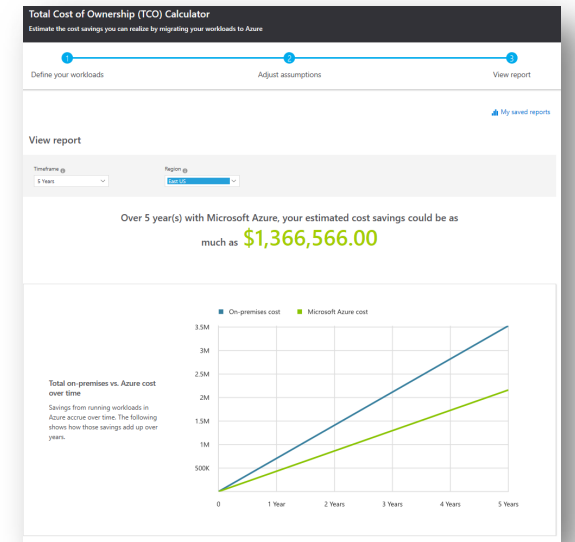 Total Cost of Ownership (TCO) Calculator
Estimate the cost savings you can realize by migrating your workloads to Azure
1
2
3
Define your workloads
Adjust assumptions
View report
My saved reports
View report
Timeframe
Region
5 Years
East US
Over 5 year(s) with Microsoft Azure, your estimated cost savings could be as
much as $1,366,566.00
On-premises cost
Microsoft Azure cost
Total on-premises vs. Azure cost
over time
Savings from running workloads in
Azure accrue over time. The following
shows how those savings add up over
years.
3.5M
3M
2.5M
2M
1.5M
1M
500K
0
1 Year
2 Years
3 Years
4 Years
5 Years